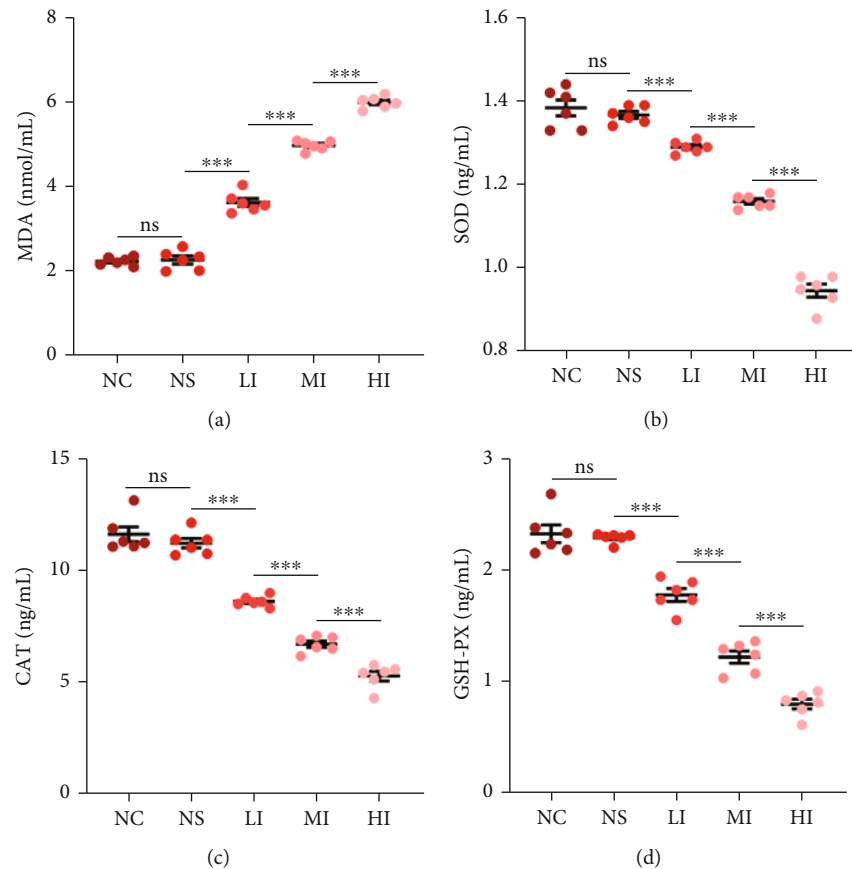 MDA (nmol/mL)
8
6
4
2
0
ns
***
***
***
NC NS LI MI HI
(a)
SOD (ng/mL)
1.6
1.4
1.2
1.0
0.8
ns
***
***
***
NC NS LI MI HI
(b)
CAT (ng/mL)
15
10
5
0
ns
***
***
***
NC NS LI MI HI
(c)
GSH-PX (ng/mL)
3
2
1
0
ns
***
***
***
NC NS LI MI HI
(d)